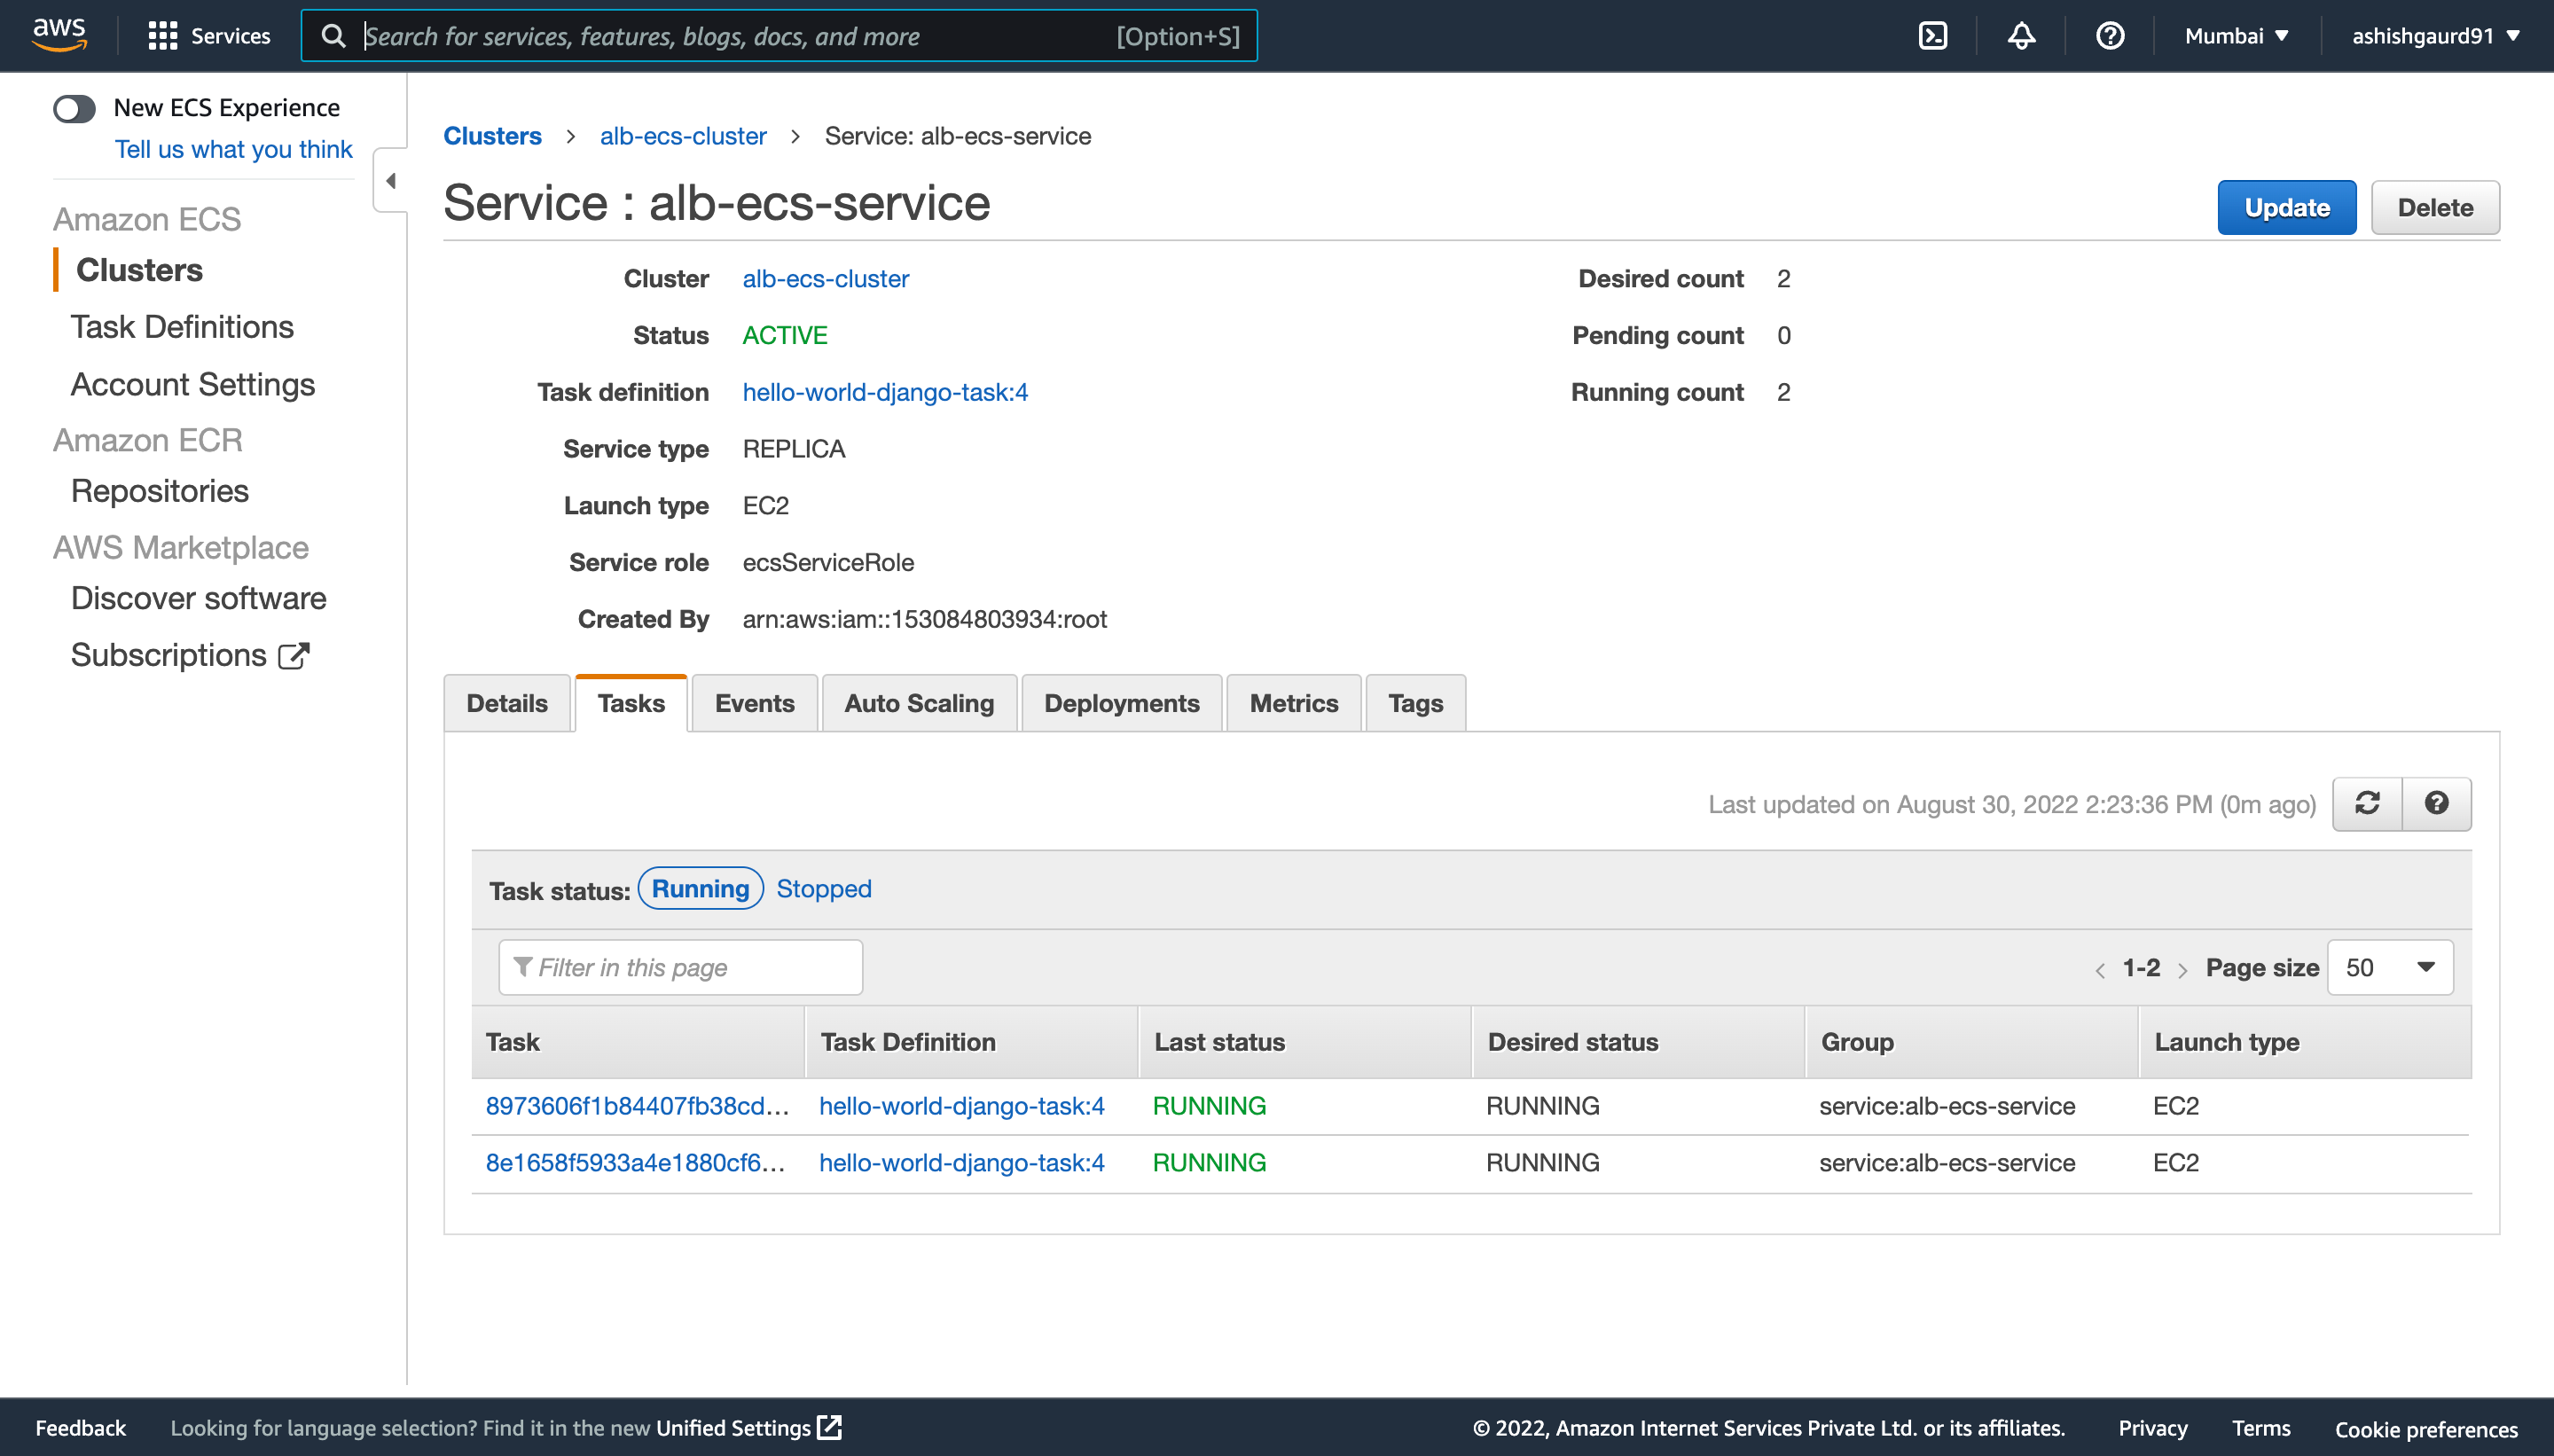 aws
Services
Search for services, features, blogs, docs, and more
[Option+S]
Mumbai
ashishgaurd91
New ECS Experience
Tell us what you think
Amazon ECS
Clusters
Task Definitions
Account Settings
Amazon ECR
Repositories
AWS Marketplace
Discover software
Subscriptions
Clusters > alb-ecs-cluster > Service: alb-ecs-service
Service : alb-ecs-service
Update
Delete
Cluster alb-ecs-cluster
Status ACTIVE
Task definition hello-world-django-task:4
Service type REPLICA
Launch type EC2
Service role ecsServiceRole
Created By arn:aws:iam::153084803934:root
Desired count 2
Pending count 0
Running count 2
Details Tasks Events Auto Scaling Deployments Metrics Tags
Last updated on August 30, 2022 2:23:36 PM (0m ago)
Task status: Running Stopped
Filter in this page
< 1-2 > Page size 50
Task Task Definition Last status Desired status Group Launch type
8973606f1b84407fb38cd... hello-world-django-task:4 RUNNING RUNNING service:alb-ecs-service EC2
8e1658f5933a4e1880cf6... hello-world-django-task:4 RUNNING RUNNING service:alb-ecs-service EC2
Feedback
Looking for language selection? Find it in the new Unified Settings
© 2022, Amazon Internet Services Private Ltd. or its affiliates.
Privacy
Terms
Cookie preferences